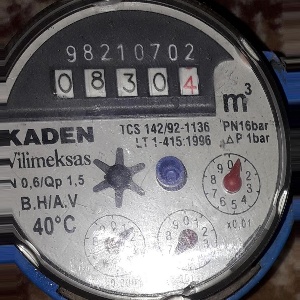 98210702
0 8 3 0 4
m³
KADEN
TCS 142/92-1136
PN16bar
Vilimeksas
LT 1-415:1996
ΔP 1bar
N 0,6/Qp 1,5
B.H/A.V
40°C
x0,01